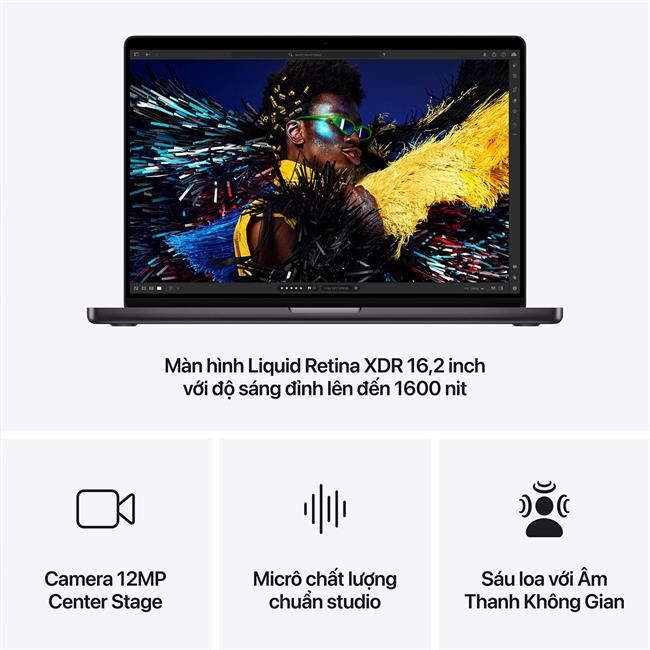 Màn hình Liquid Retina XDR 16,2 inch
với độ sáng đỉnh lên đến 1600 nit
Camera 12MP
Center Stage
Micrô chất lượng
chuẩn studio
Sáu loa với Âm
Thanh Không Gian